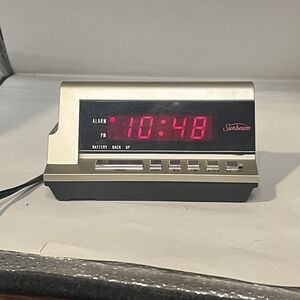 ALARM
10:48
Sunbeam
PM
BATTERY BACK UP